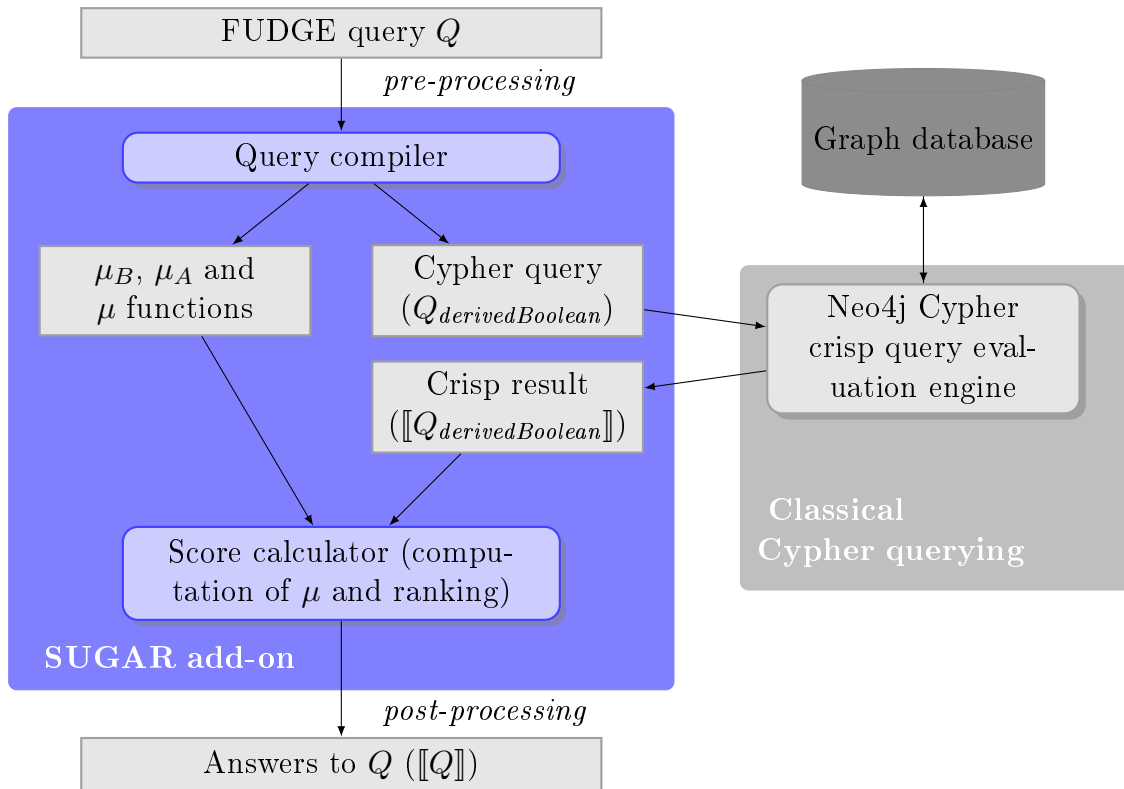 FUDGE query Q
pre-processing
Query compiler
Graph database
μ_B, μ_A and
μ functions
Cypher query
(Q_derivedBoolean)
Neo4j Cypher
crisp query eval-
uation engine
Crisp result
(⟦Q_derivedBoolean⟧)
Classical
Cypher querying
Score calculator (compu-
tation of μ and ranking)
SUGAR add-on
post-processing
Answers to Q (⟦Q⟧)